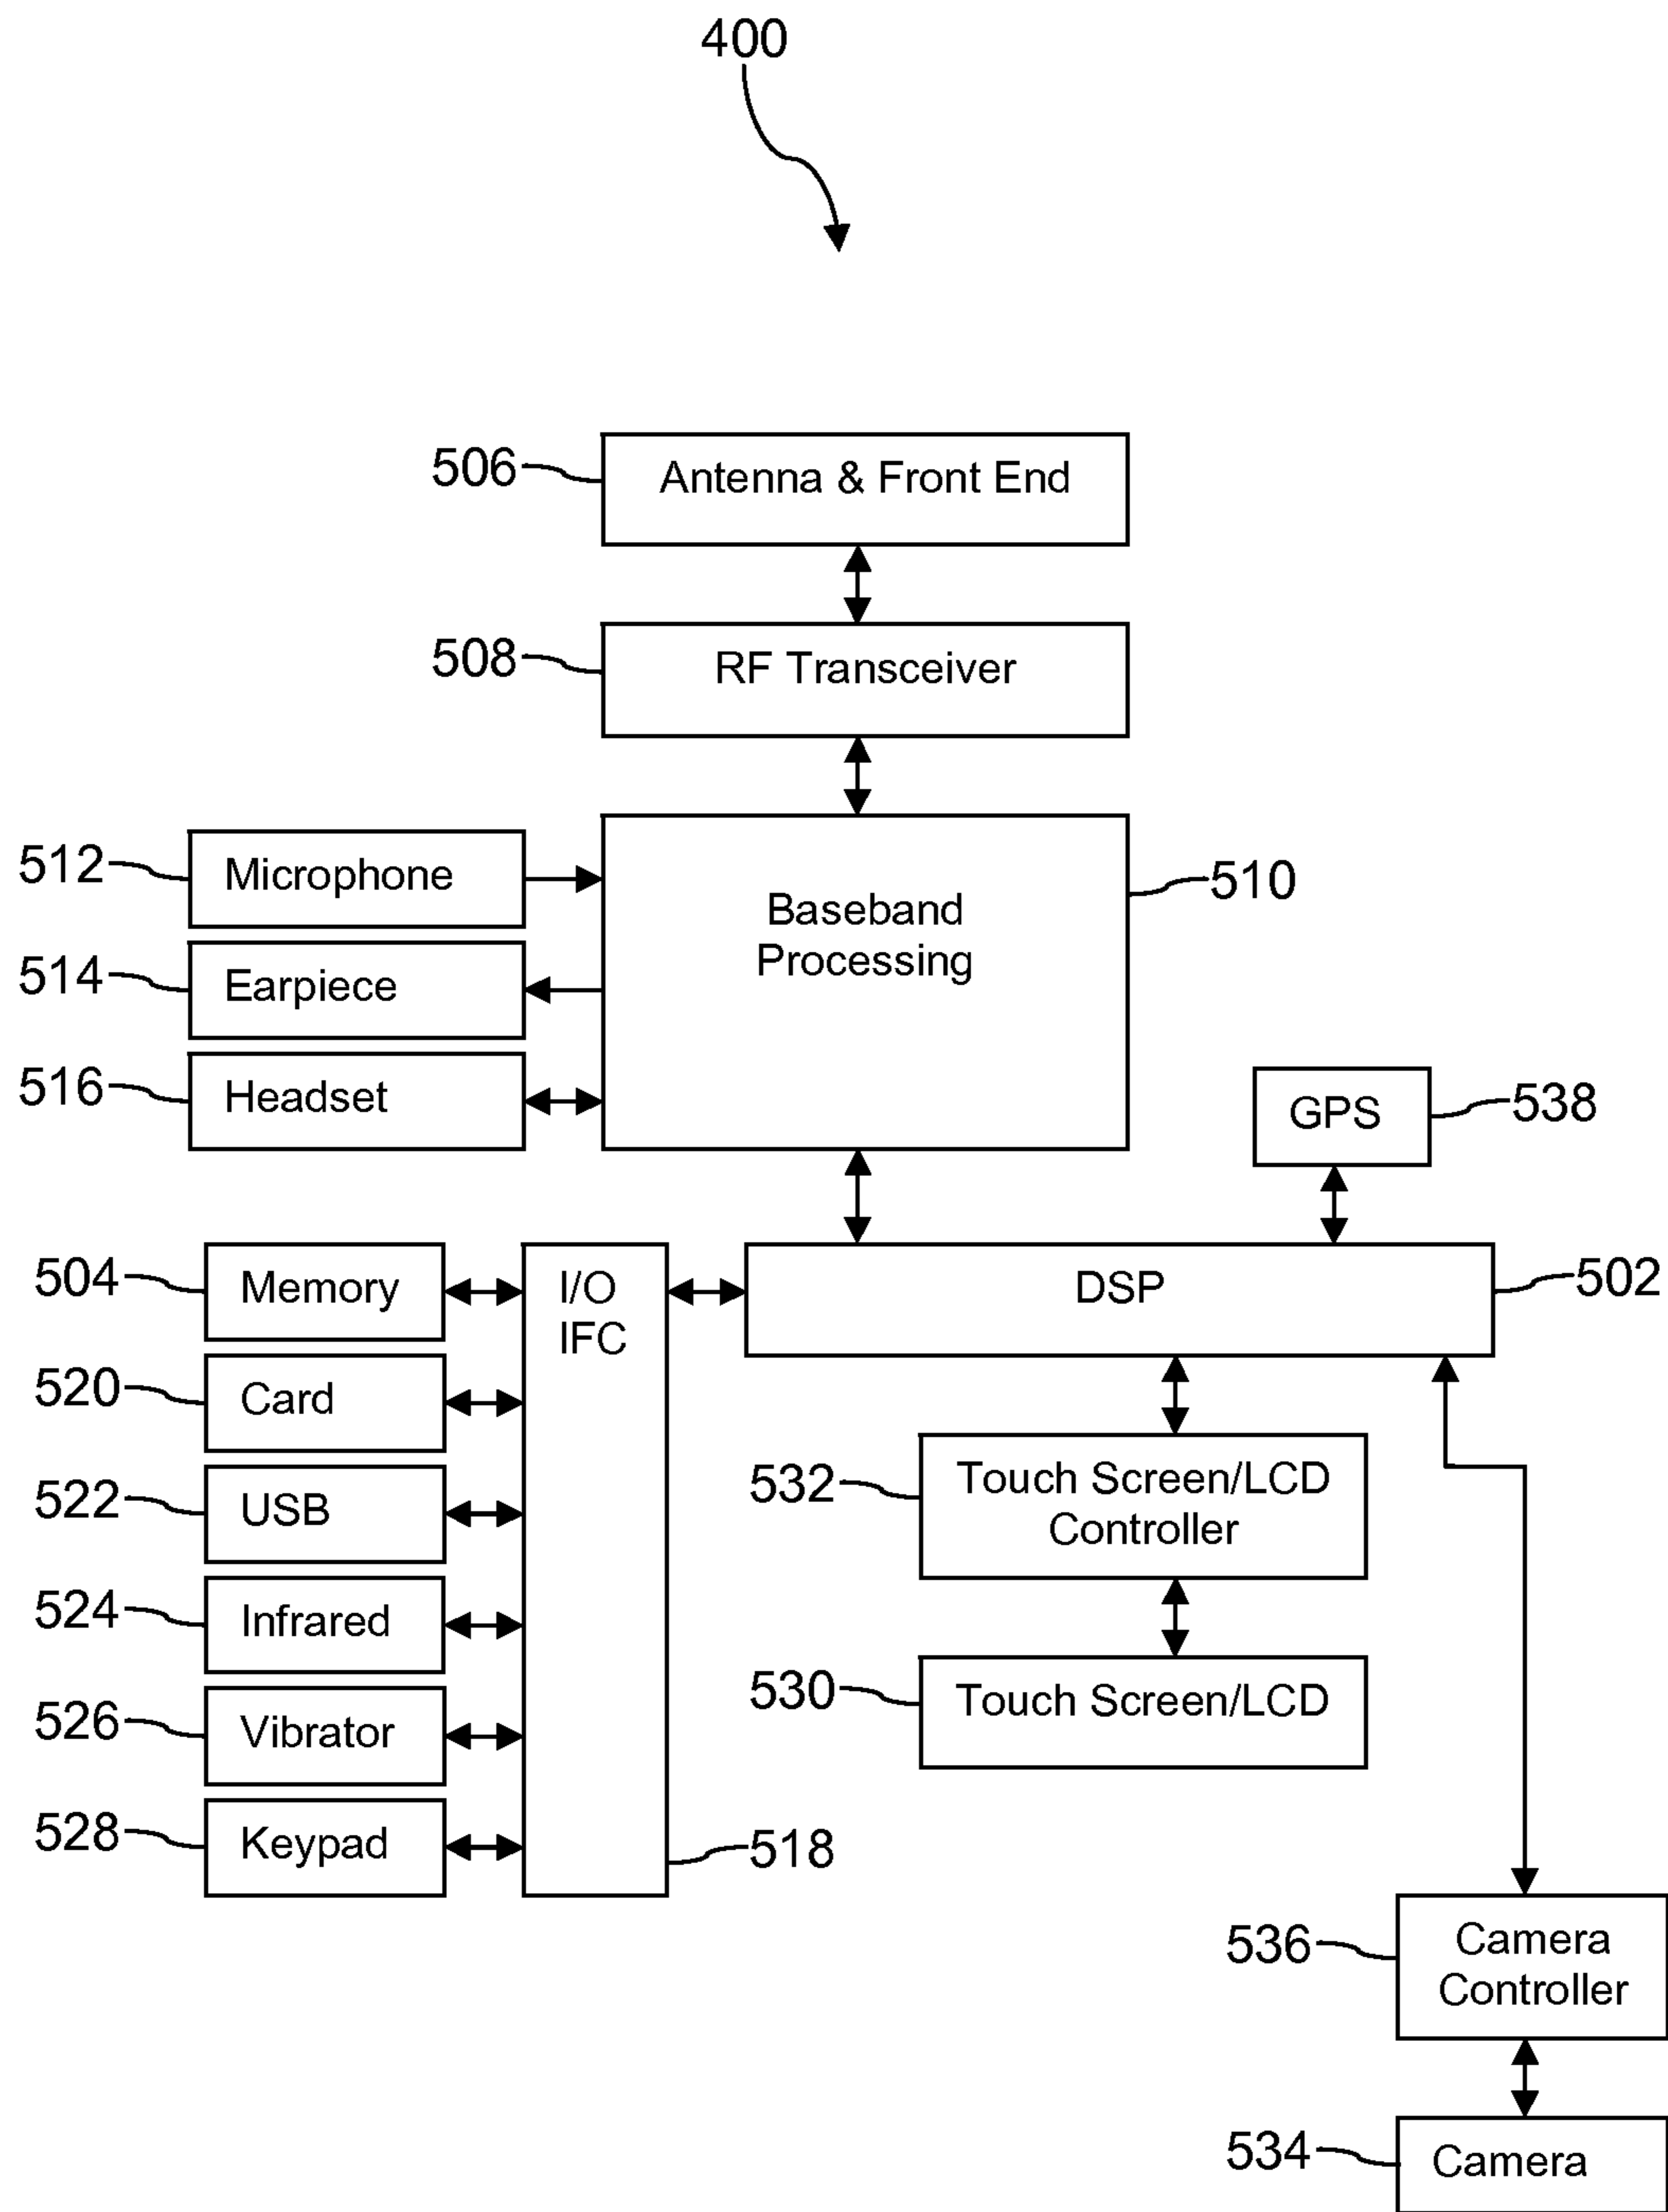 400
506
Antenna & Front End
508
RF Transceiver
512
Microphone
Baseband
Processing
510
514
Earpiece
516
Headset
GPS
538
504
Memory
I/O
IFC
DSP
502
520
Card
522
USB
532
Touch Screen/LCD
Controller
524
Infrared
526
Vibrator
530
Touch Screen/LCD
528
Keypad
518
536
Camera
Controller
534
Camera